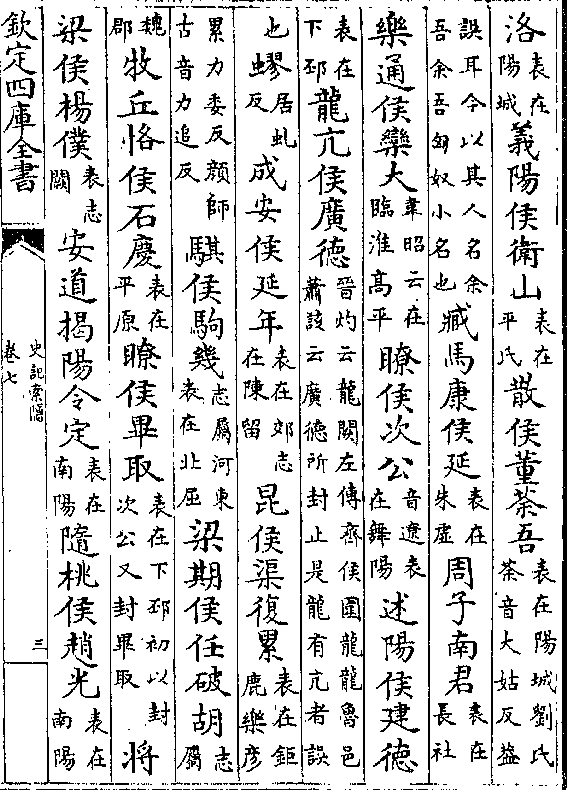 洛表在陽城義陽侯衛山表在平氏散侯董荼吾表在陽城劉氏荼音大姑反益
誤耳今以其人名余吾余吾匈奴小名也臧馬康侯延表在朱虛周子南君表在長社
樂通侯欒大韋昭云在臨淮高平瞭侯次公音遼表在舞陽述陽侯建德
表在下邳龍亢侯廣德晉灼云龍闕左傳齊侯圍龍龍魯邑蕭該云廣德所封止是龍有亢者誤
也蟉居虬反成安侯延年表在郟志在陳留昆侯渠復累表在鉅鹿樂彦
累力委反顔師古音力追反騏侯駒幾志屬河東表在北屈梁期侯任破胡志屬
魏郡牧丘恪侯石慶表在平原瞭侯畢取表在下邳初以封次公又封畢取將
梁侯楊僕表志闕安道揭陽令定表在南陽隨桃侯趙光表在南陽
欽定四庫全書
史記索隱
卷七
三